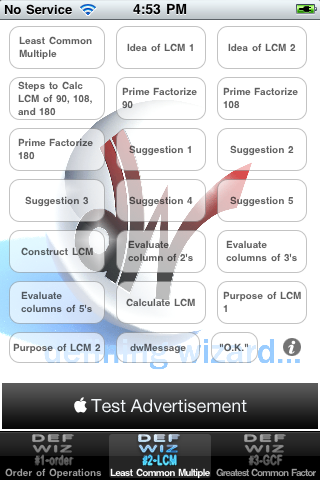 No Service 4:53 PM
Least Common
Multiple
Idea of LCM 1
Idea of LCM 2
Steps to Calc
LCM of 90, 108,
and 180
Prime Factorize
90
Prime Factorize
108
Prime Factorize
180
Suggestion 1
Suggestion 2
Suggestion 3
Suggestion 4
Suggestion 5
Construct LCM
Evaluate
column of 2's
Evaluate
columns of 3's
Evaluate
columns of 5's
Calculate LCM
Purpose of LCM
1
Purpose of LCM 2
dwMessage
"O.K."
wizard...
Test Advertisement
DEF
WIZ
#1-order
Order of Operations
DEF
WIZ
#2-LCM
Least Common Multiple
DEF
WIZ
#3-GCF
Greatest Common Factor